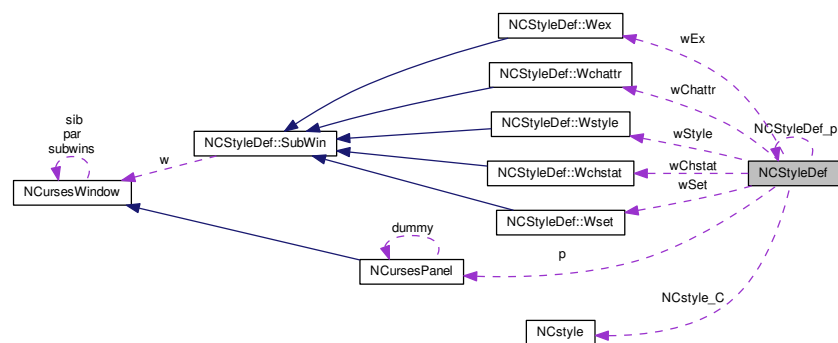 NCStyleDef::Wex
wEx
NCStyleDef::Wchattr
wChattr
sib
par
subwins
NCStyleDef::Wstyle
NCStyleDef_p
NCStyleDef::SubWin
wStyle
w
NCursesWindow
NCStyleDef::Wchstat
wChstat
NCStyleDef
wSet
NCStyleDef::Wset
dummy
p
NCursesPanel
NCstyle_C
NCstyle